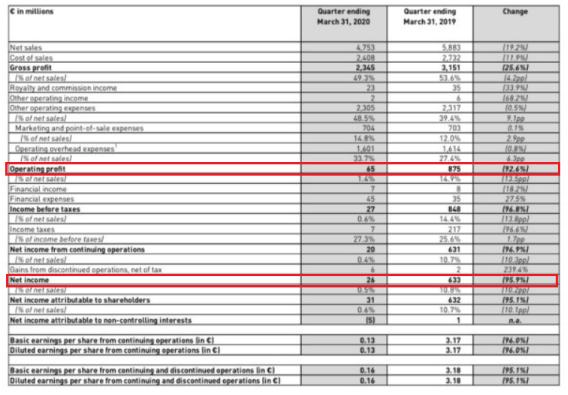 € in millions Quarter ending March 31, 2020 Quarter ending March 31, 2019 Change
Net sales 4,753 5,883 (19.2%)
Cost of sales 2,408 2,732 (11.9%)
Gross profit 2,345 3,151 (25.6%)
(% of net sales) 49.3% 53.6% (4.2pp)
Royalty and commission income 23 35 (33.9%)
Other operating income 2 6 (68.2%)
Other operating expenses 2,305 2,317 (0.5%)
(% of net sales) 48.5% 39.4% 9.1pp
Marketing and point-of-sale expenses 704 703 0.1%
(% of net sales) 14.8% 12.0% 2.9pp
Operating overhead expenses¹ 1,601 1,614 (0.8%)
(% of net sales) 33.7% 27.4% 6.3pp
Operating profit 65 875 (92.6%)
(% of net sales) 1.4% 14.9% (13.5pp)
Financial income 7 8 (18.2%)
Financial expenses 45 35 27.5%
Income before taxes 27 848 (96.8%)
(% of net sales) 0.6% 14.4% (13.8pp)
Income taxes 7 217 (96.6%)
(% of income before taxes) 27.3% 25.6% 1.7pp
Net income from continuing operations 20 631 (96.9%)
(% of net sales) 0.4% 10.7% (10.3pp)
Gains from discontinued operations, net of tax 6 2 239.4%
Net income 26 633 (95.9%)
(% of net sales) 0.5% 10.8% (10.2pp)
Net income attributable to shareholders 31 632 (95.1%)
(% of net sales) 0.6% 10.7% (10.1pp)
Net income attributable to non-controlling interests (5) 1 n.a.
Basic earnings per share from continuing operations (in €) 0.13 3.17 (96.0%)
Diluted earnings per share from continuing operations (in €) 0.13 3.17 (96.0%)
Basic earnings per share from continuing and discontinued operations (in €) 0.16 3.18 (95.1%)
Diluted earnings per share from continuing and discontinued operations (in €) 0.16 3.18 (95.1%)